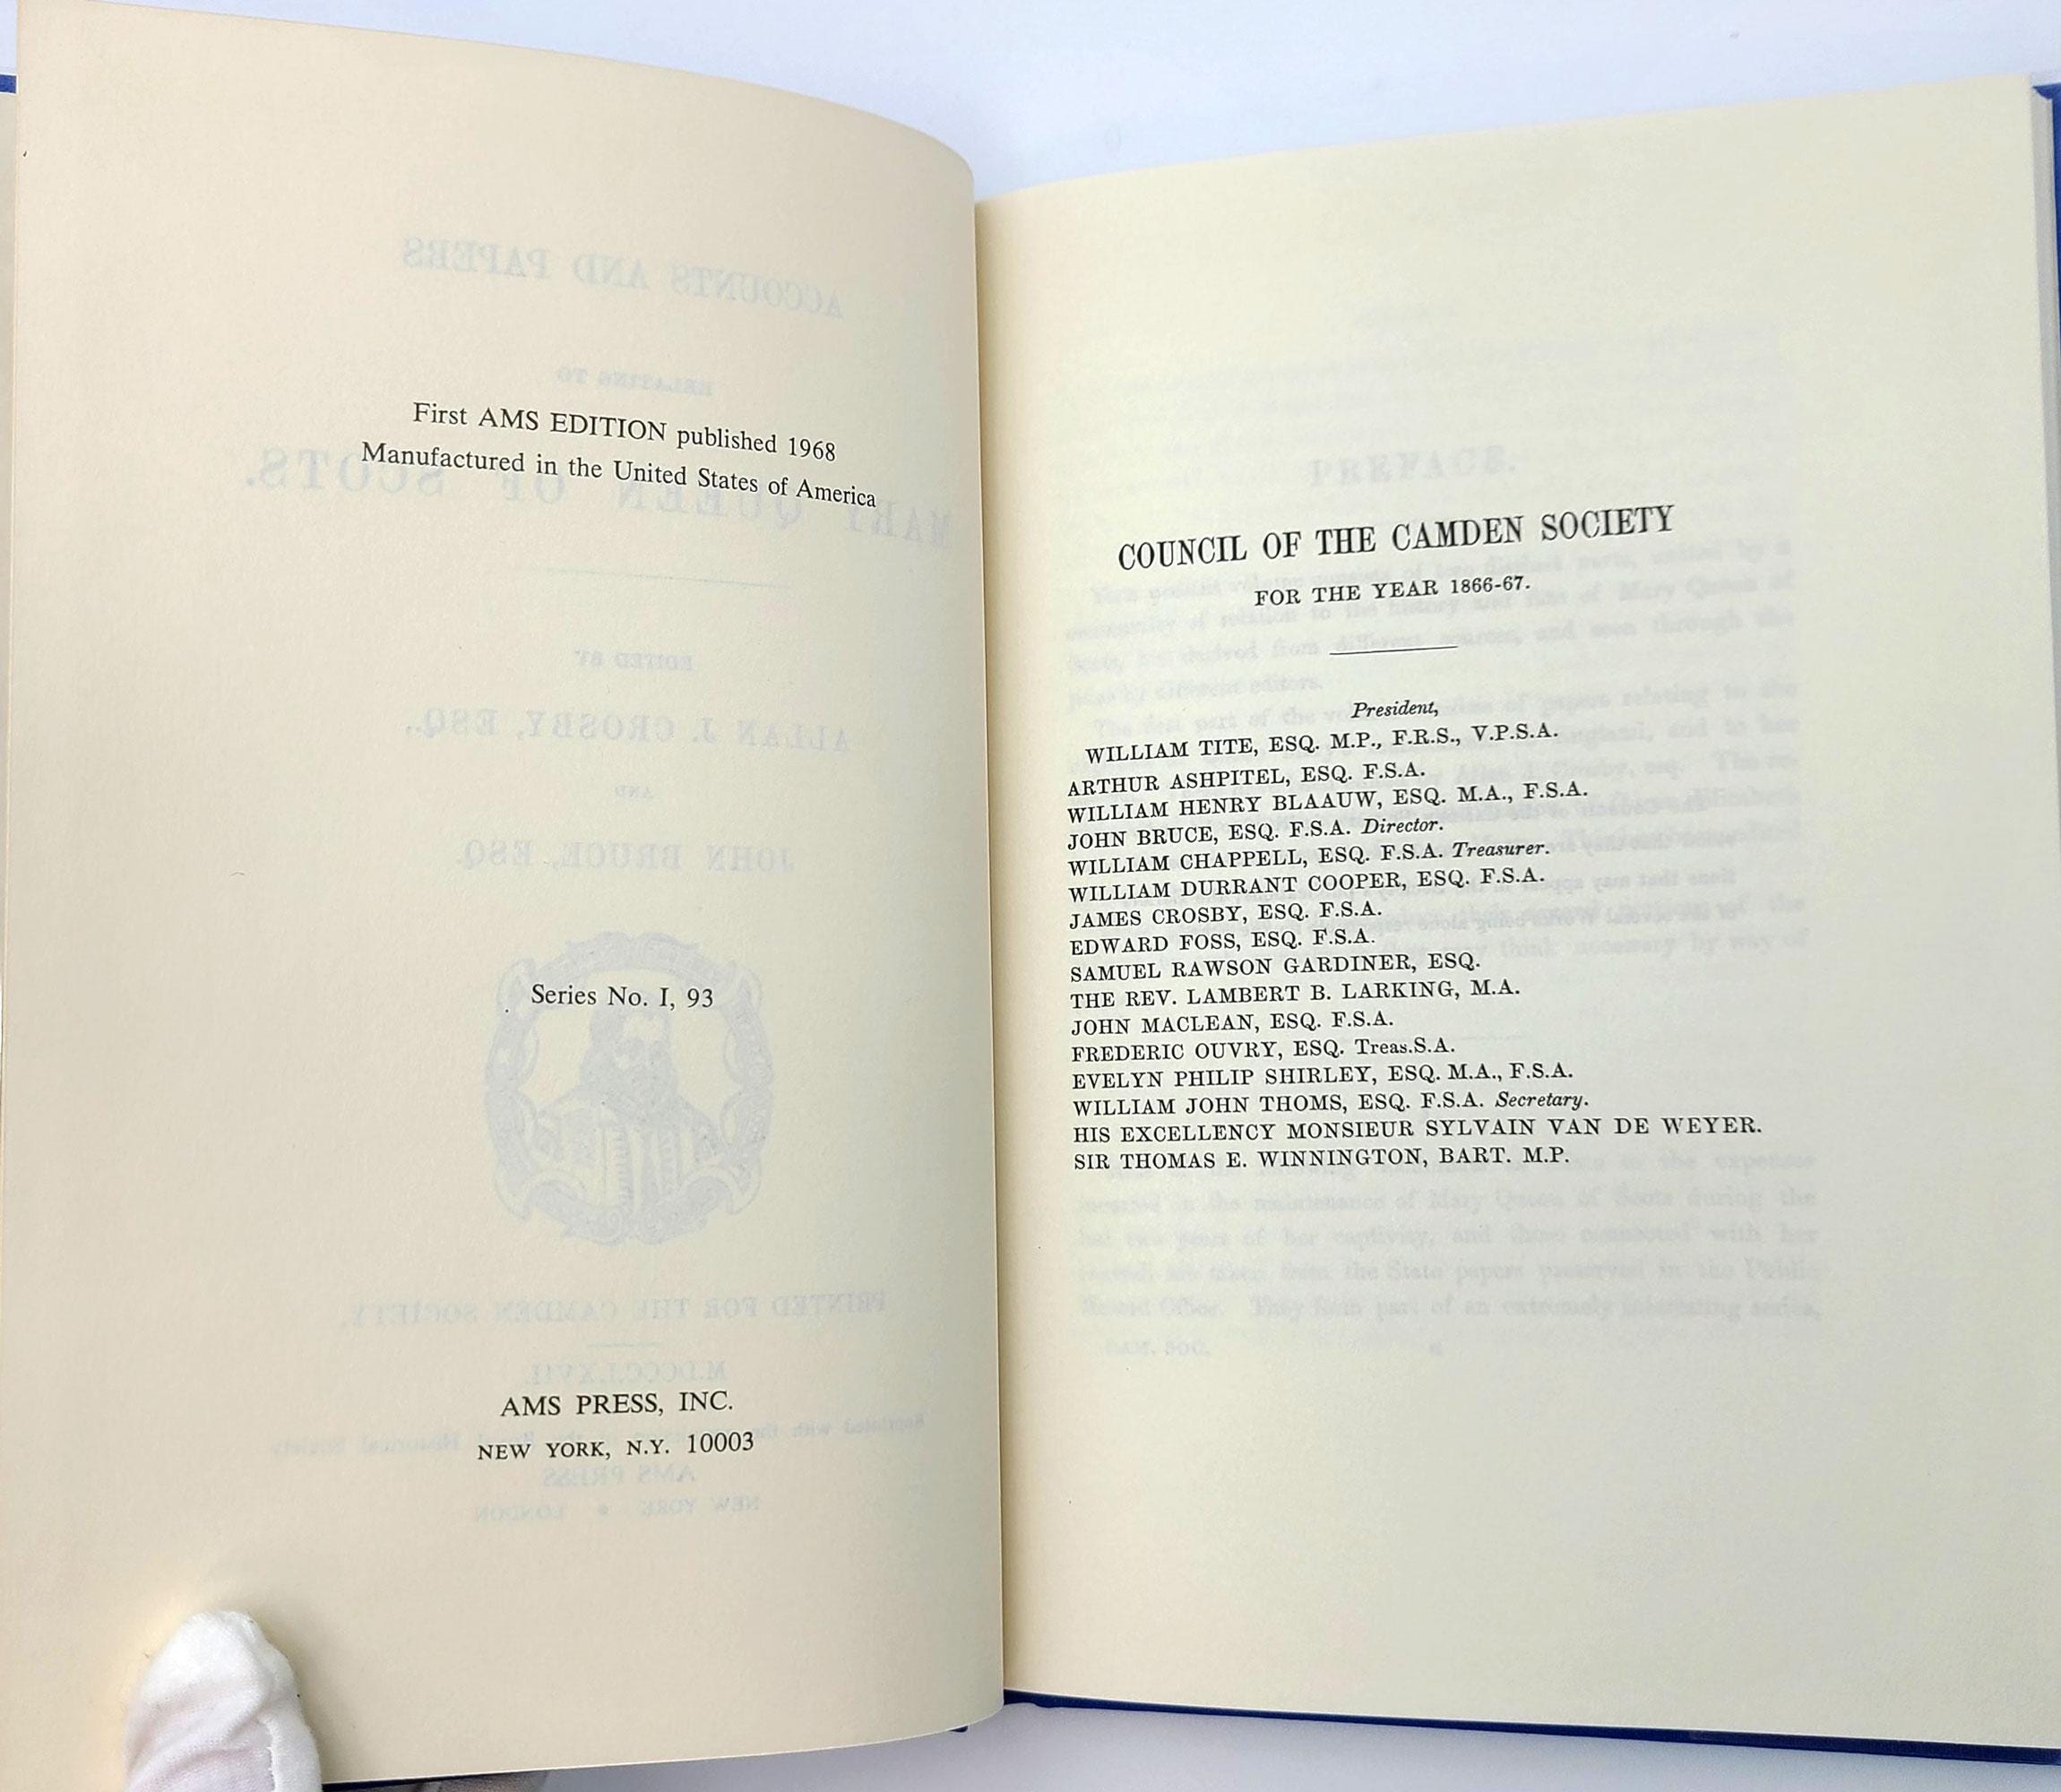 First AMS EDITION published 1968
Manufactured in the United States of America
Series No. I, 93
AMS PRESS, INC.
NEW YORK, N.Y. 10003
COUNCIL OF THE CAMDEN SOCIETY
FOR THE YEAR 1866-67.
President,
WILLIAM TITE, ESQ. M.P., F.R.S., V.P.S.A.
ARTHUR ASHPITEL, ESQ. F.S.A.
WILLIAM HENRY BLAAUW, ESQ. M.A., F.S.A.
JOHN BRUCE, ESQ. F.S.A. Director.
WILLIAM CHAPPELL, ESQ. F.S.A. Treasurer.
WILLIAM DURRANT COOPER, ESQ. F.S.A.
JAMES CROSBY, ESQ. F.S.A.
EDWARD FOSS, ESQ. F.S.A.
SAMUEL RAWSON GARDINER, ESQ.
THE REV. LAMBERT B. LARKING, M.A.
JOHN MACLEAN, ESQ. F.S.A.
FREDERIC OUVRY, ESQ. Treas.S.A.
EVELYN PHILIP SHIRLEY, ESQ. M.A., F.S.A.
WILLIAM JOHN THOMS, ESQ. F.S.A. Secretary.
HIS EXCELLENCY MONSIEUR SYLVAIN VAN DE WEYER.
SIR THOMAS E. WINNINGTON, BART. M.P.